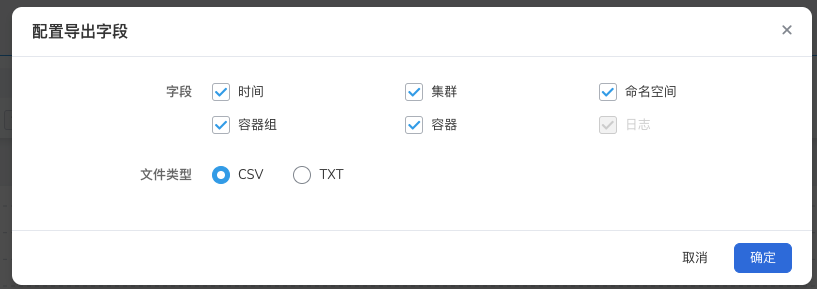 配置导出字段
字段 时间 集群 命名空间
容器组 容器 日志
文件类型 CSV TXT
取消 确定